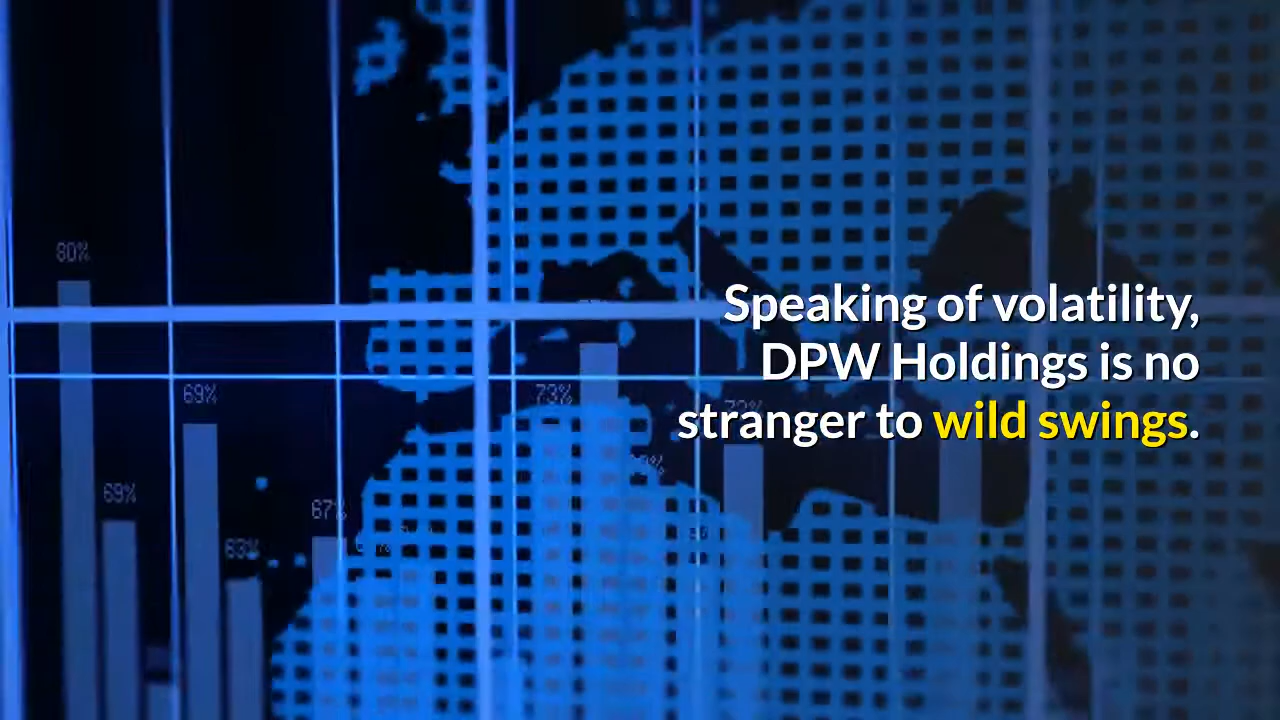 80%
69%
69%
63%
67%
73%
Speaking of volatility,
DPW Holdings is no
stranger to wild swings.